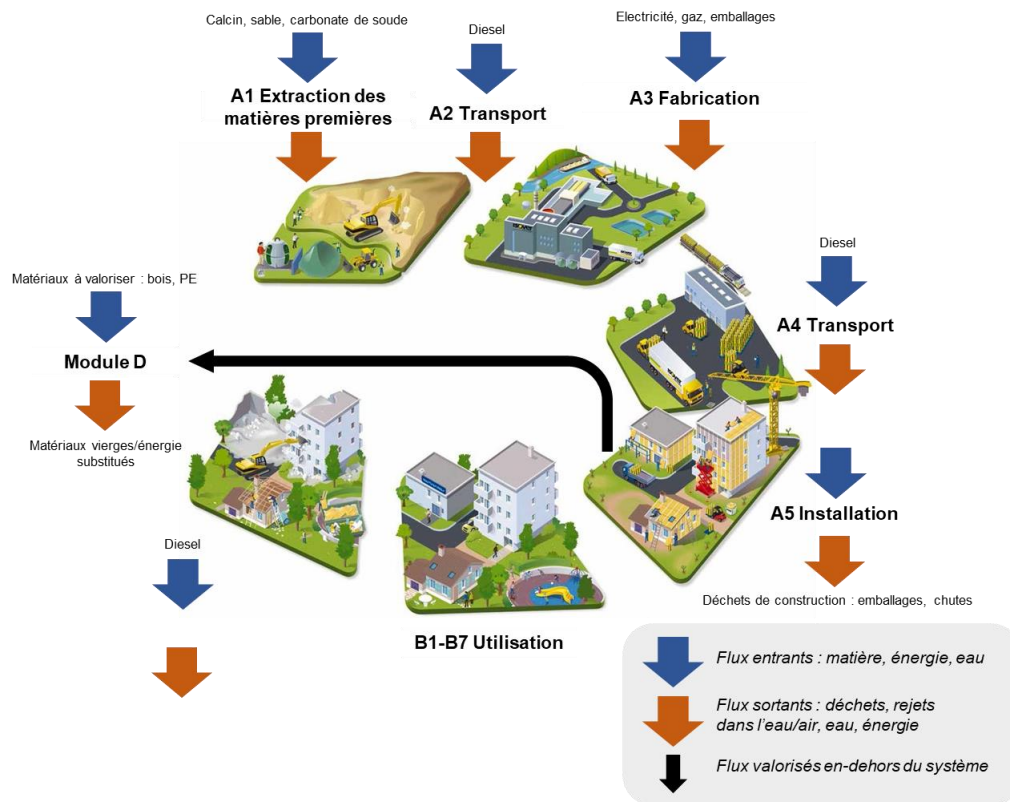 Calcin, sable, carbonate de soude
Diesel
Electricité, gaz, emballages
A1 Extraction des
matières premières
A2 Transport
A3 Fabrication
Diesel
A4 Transport
Matériaux à valoriser : bois, PE
Module D
Matériaux vierges/énergie
substitués
A5 Installation
Déchets de construction : emballages, chutes
Diesel
B1-B7 Utilisation
Flux entrants : matière, énergie, eau
Flux sortants : déchets, rejets
dans l'eau/air, eau, énergie
Flux valorisés en-dehors du système